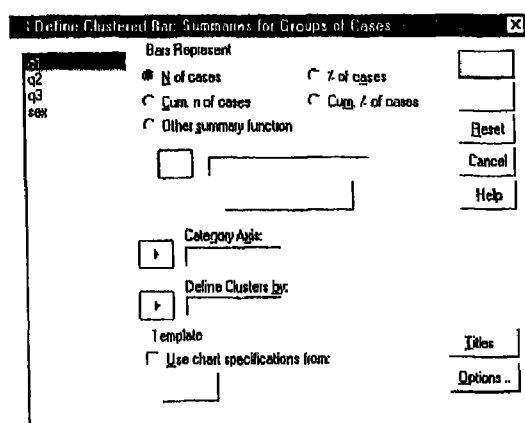 Define Clustered Bar: Summaries for Groups of Cases
q1
q2
q3
sex
Bars Represent
N of cases
% of cases
Cum. n of cases
Cum. % of cases
Other summary function
Reset
Cancel
Help
Category Axis:
Define Clusters by:
Template
Use chart specifications from:
Titles
Options..